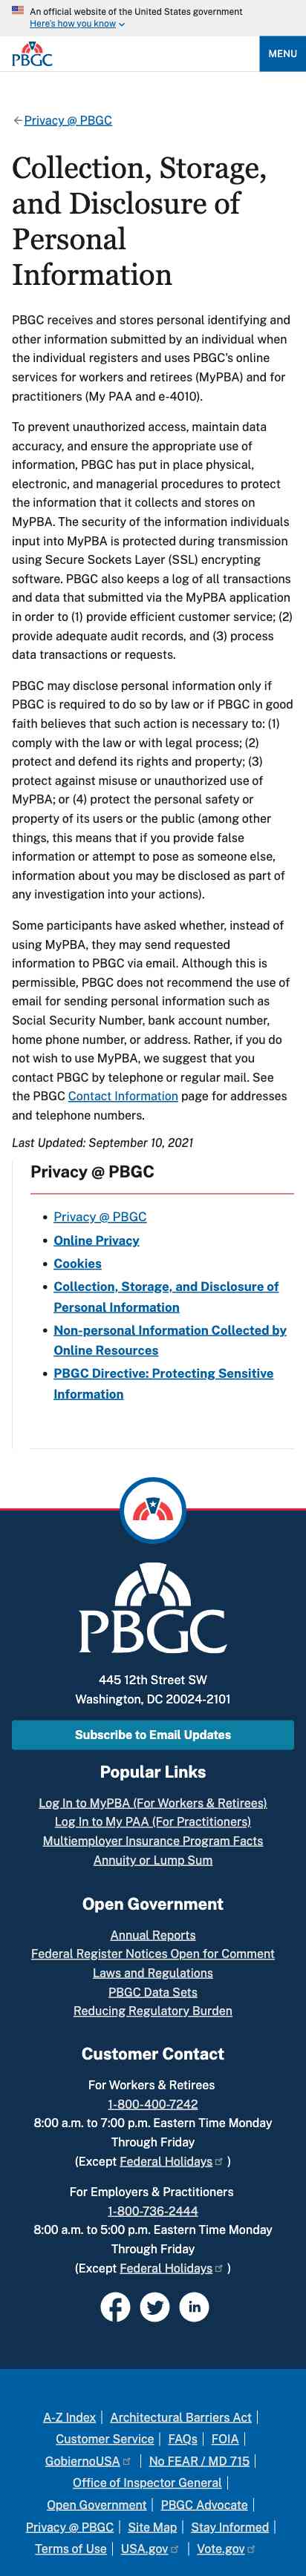 An official website of the United States government
Here's how you know
PBGC
MENU
Privacy @ PBGC
Collection, Storage,
and Disclosure of
Personal
Information
PBGC receives and stores personal identifying and
other information submitted by an individual when
the individual registers and uses PBGC's online
services for workers and retirees (MyPBA) and for
practitioners (My PAA and e-4010).
To prevent unauthorized access, maintain data
accuracy, and ensure the appropriate use of
information, PBGC has put in place physical,
electronic, and managerial procedures to protect
the information that it collects and stores on
MyPBA. The security of the information individuals
input into MyPBA is protected during transmission
using Secure Sockets Layer (SSL) encrypting
software. PBGC also keeps a log of all transactions
and data that submitted via the MyPBA application
in order to (1) provide efficient customer service; (2)
provide adequate audit records, and (3) process
data transactions or requests.
PBGC may disclose personal information only if
PBGC is required to do so by law or if PBGC in good
faith believes that such action is necessary to: (1)
comply with the law or with legal process; (2)
protect and defend its rights and property; (3)
protect against misuse or unauthorized use of
MyPBA; or (4) protect the personal safety or
property of its users or the public (among other
things, this means that if you provide false
information or attempt to pose as someone else,
information about you may be disclosed as part of
any investigation into your actions).
Some participants have asked whether, instead of
using MyPBA, they may send requested
information to PBGC via email. Although this is
permissible, PBGC does not recommend the use of
email for sending personal information such as
Social Security Number, bank account number,
home phone number, or address. Rather, if you do
not wish to use MyPBA, we suggest that you
contact PBGC by telephone or regular mail. See
the PBGC Contact Information page for addresses
and telephone numbers.
Last Updated: September 10, 2021
Privacy @ PBGC
Privacy @ PBGC
Online Privacy
Cookies
Collection, Storage, and Disclosure of
Personal Information
Non-personal Information Collected by
Online Resources
PBGC Directive: Protecting Sensitive
Information
PBGC
445 12th Street SW
Washington, DC 20024-2101
Subscribe to Email Updates
Popular Links
Log In to MyPBA (For Workers & Retirees)
Log In to My PAA (For Practitioners)
Multiemployer Insurance Program Facts
Annuity or Lump Sum
Open Government
Annual Reports
Federal Register Notices Open for Comment
Laws and Regulations
PBGC Data Sets
Reducing Regulatory Burden
Customer Contact
For Workers & Retirees
1-800-400-7242
8:00 a.m. to 7:00 p.m. Eastern Time Monday
Through Friday
(Except Federal Holidays )
For Employers & Practitioners
1-800-736-2444
8:00 a.m. to 5:00 p.m. Eastern Time Monday
Through Friday
(Except Federal Holidays )
A-Z Index | Architectural Barriers Act |
Customer Service | FAQs | FOIA |
GobiernoUSA | No FEAR / MD 715 |
Office of Inspector General |
Open Government | PBGC Advocate |
Privacy @ PBGC | Site Map | Stay Informed |
Terms of Use | USA.gov | Vote.gov